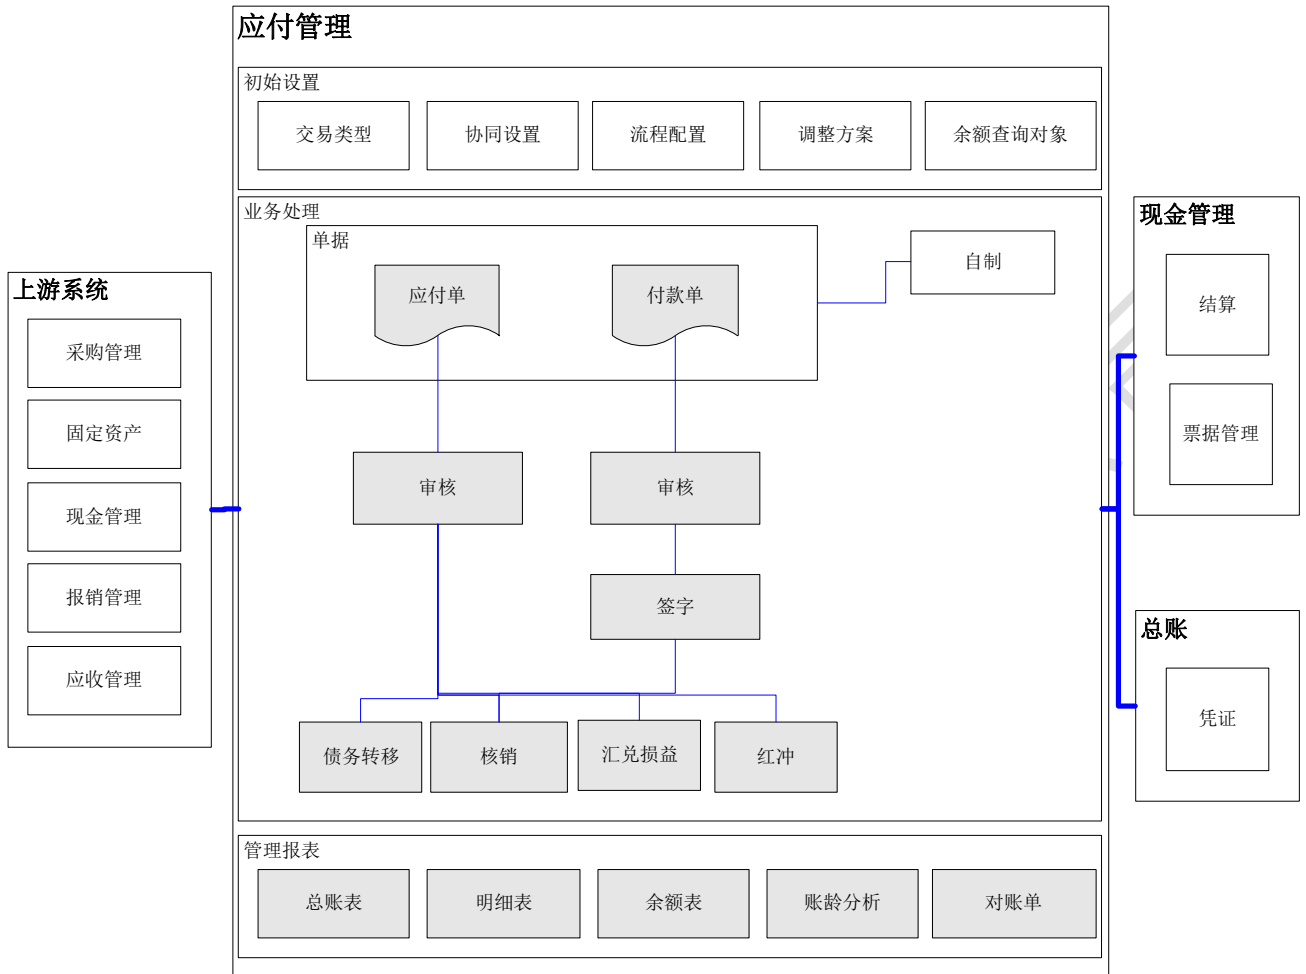 应付管理
初始设置
交易类型
协同设置
流程配置
调整方案
余额查询对象
业务处理
单据
应付单
付款单
自制
审核
审核
签字
债务转移
核销
汇兑损益
红冲
管理报表
总账表
明细表
余额表
账龄分析
对账单
上游系统
采购管理
固定资产
现金管理
报销管理
应收管理
现金管理
结算
票据管理
总账
凭证